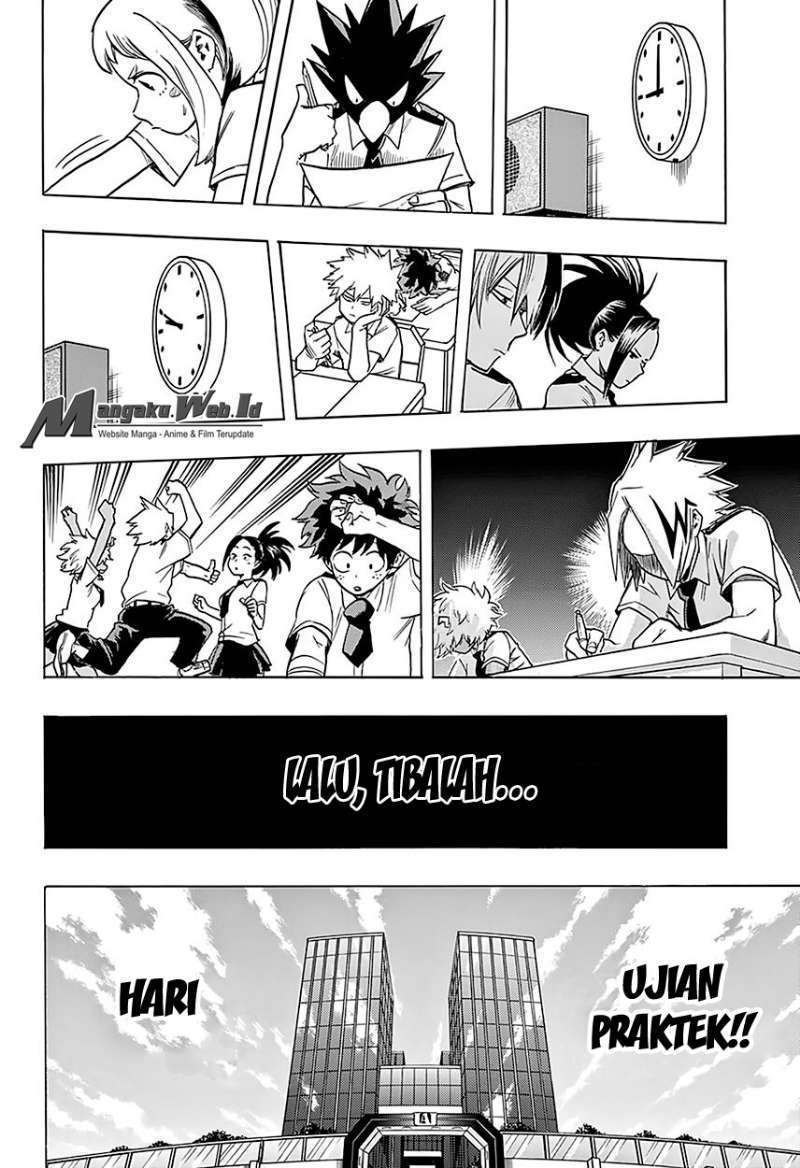 Mangaku.Web.Id
Website Manga - Anime & Film Terupdate
LALU, TIBALAH...
HARI
UJIAN
PRAKTEK!!